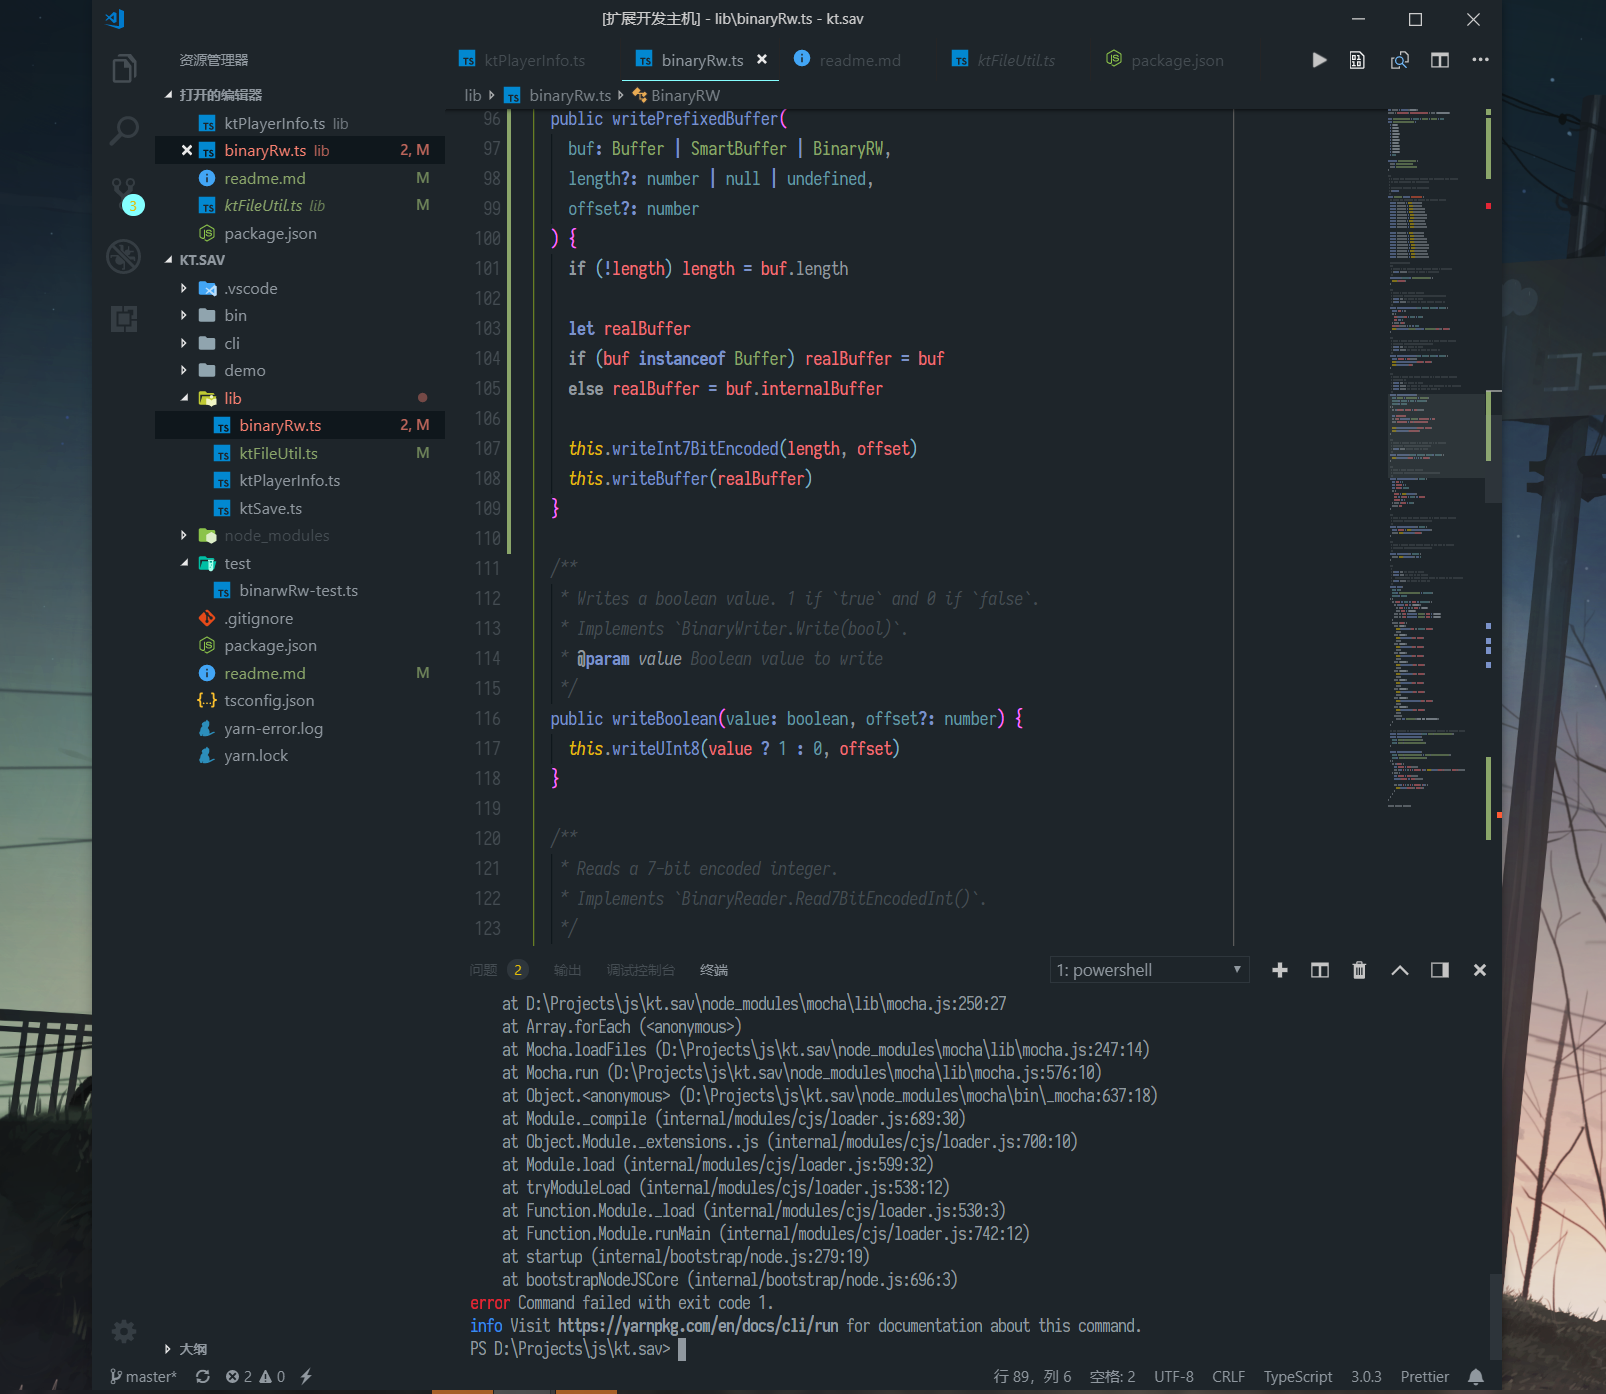 [扩展开发主机] - lib\binaryRw.ts - kt.sav
资源管理器
打开的编辑器
ktPlayerInfo.ts lib
binaryRw.ts lib 2, M
readme.md M
ktFileUtil.ts lib M
package.json
3
KT.SAV
.vscode
bin
cli
demo
lib
binaryRw.ts 2, M
ktFileUtil.ts M
ktPlayerInfo.ts
ktSave.ts
node_modules
test
binarwRw-test.ts
.gitignore
package.json
readme.md M
tsconfig.json
yarn-error.log
yarn.lock
大纲
ktPlayerInfo.ts binaryRw.ts readme.md ktFileUtil.ts package.json
lib binaryRw.ts BinaryRW
96 public writePrefixedBuffer(
97 buf: Buffer | SmartBuffer | BinaryRW,
98 length?: number | null | undefined,
99 offset?: number
100 ) {
101 if (!length) length = buf.length
102
103 let realBuffer
104 if (buf instanceof Buffer) realBuffer = buf
105 else realBuffer = buf.internalBuffer
106
107 this.writeInt7BitEncoded(length, offset)
108 this.writeBuffer(realBuffer)
109 }
110
111 /**
112 * Writes a boolean value. 1 if `true` and 0 if `false`.
113 * Implements `BinaryWriter.Write(bool)`.
114 * @param value Boolean value to write
115 */
116 public writeBoolean(value: boolean, offset?: number) {
117 this.writeUInt8(value ? 1 : 0, offset)
118 }
119
120 /**
121 * Reads a 7-bit encoded integer.
122 * Implements `BinaryReader.Read7BitEncodedInt()`.
123 */
问题 2 输出 调试控制台 终端 1: powershell
at D:\Projects\js\kt.sav\node_modules\mocha\lib\mocha.js:250:27
at Array.forEach (<anonymous>)
at Mocha.loadFiles (D:\Projects\js\kt.sav\node_modules\mocha\lib\mocha.js:247:14)
at Mocha.run (D:\Projects\js\kt.sav\node_modules\mocha\lib\mocha.js:576:10)
at Object.<anonymous> (D:\Projects\js\kt.sav\node_modules\mocha\bin\_mocha:637:18)
at Module._compile (internal/modules/cjs/loader.js:689:30)
at Object.Module._extensions..js (internal/modules/cjs/loader.js:700:10)
at Module.load (internal/modules/cjs/loader.js:599:32)
at tryModuleLoad (internal/modules/cjs/loader.js:538:12)
at Function.Module._load (internal/modules/cjs/loader.js:530:3)
at Function.Module.runMain (internal/modules/cjs/loader.js:742:12)
at startup (internal/bootstrap/node.js:279:19)
at bootstrapNodeJSCore (internal/bootstrap/node.js:696:3)
error Command failed with exit code 1.
info Visit https://yarnpkg.com/en/docs/cli/run for documentation about this command.
PS D:\Projects\js\kt.sav>
master* 2 0 行 89，列 6 空格: 2 UTF-8 CRLF TypeScript 3.0.3 Prettier